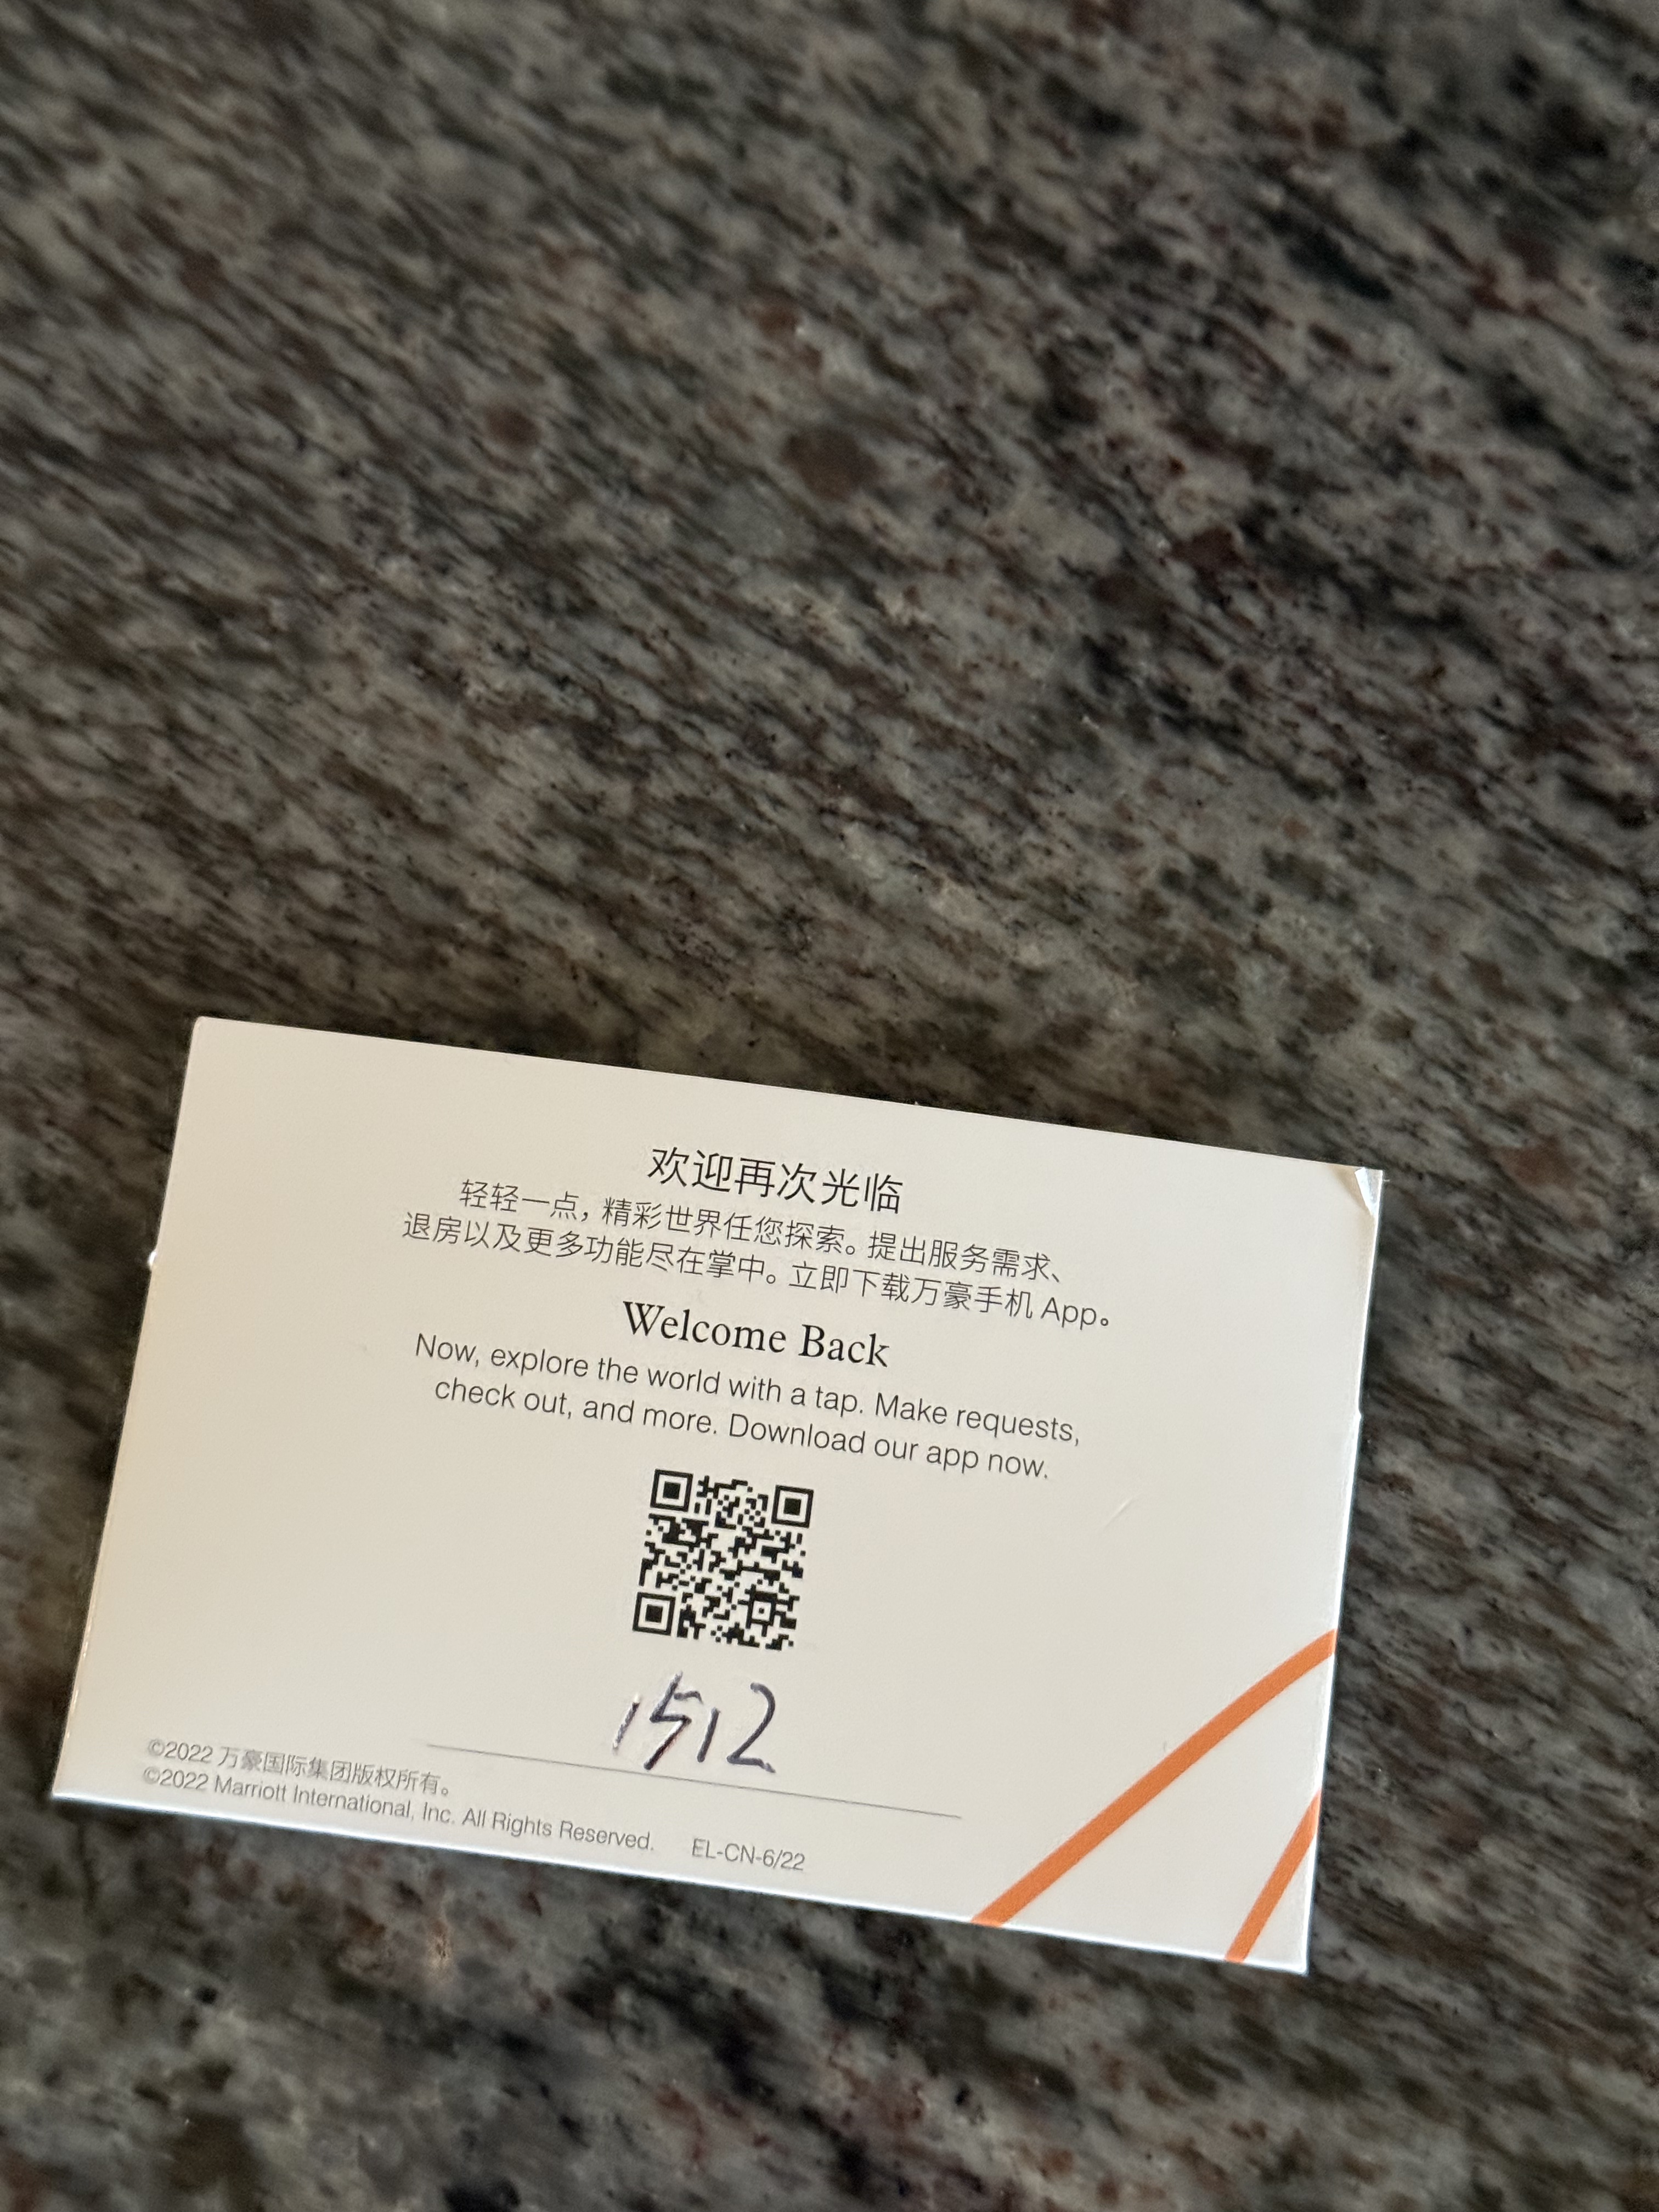 欢迎再次光临
轻轻一点，精彩世界任您探索。提出服务需求、
退房以及更多功能尽在掌中。立即下载万豪手机 App。
Welcome Back
Now, explore the world with a tap. Make requests,
check out, and more. Download our app now.
1512
©2022 万豪国际集团版权所有。
©2022 Marriott International, Inc. All Rights Reserved. EL-CN-6/22